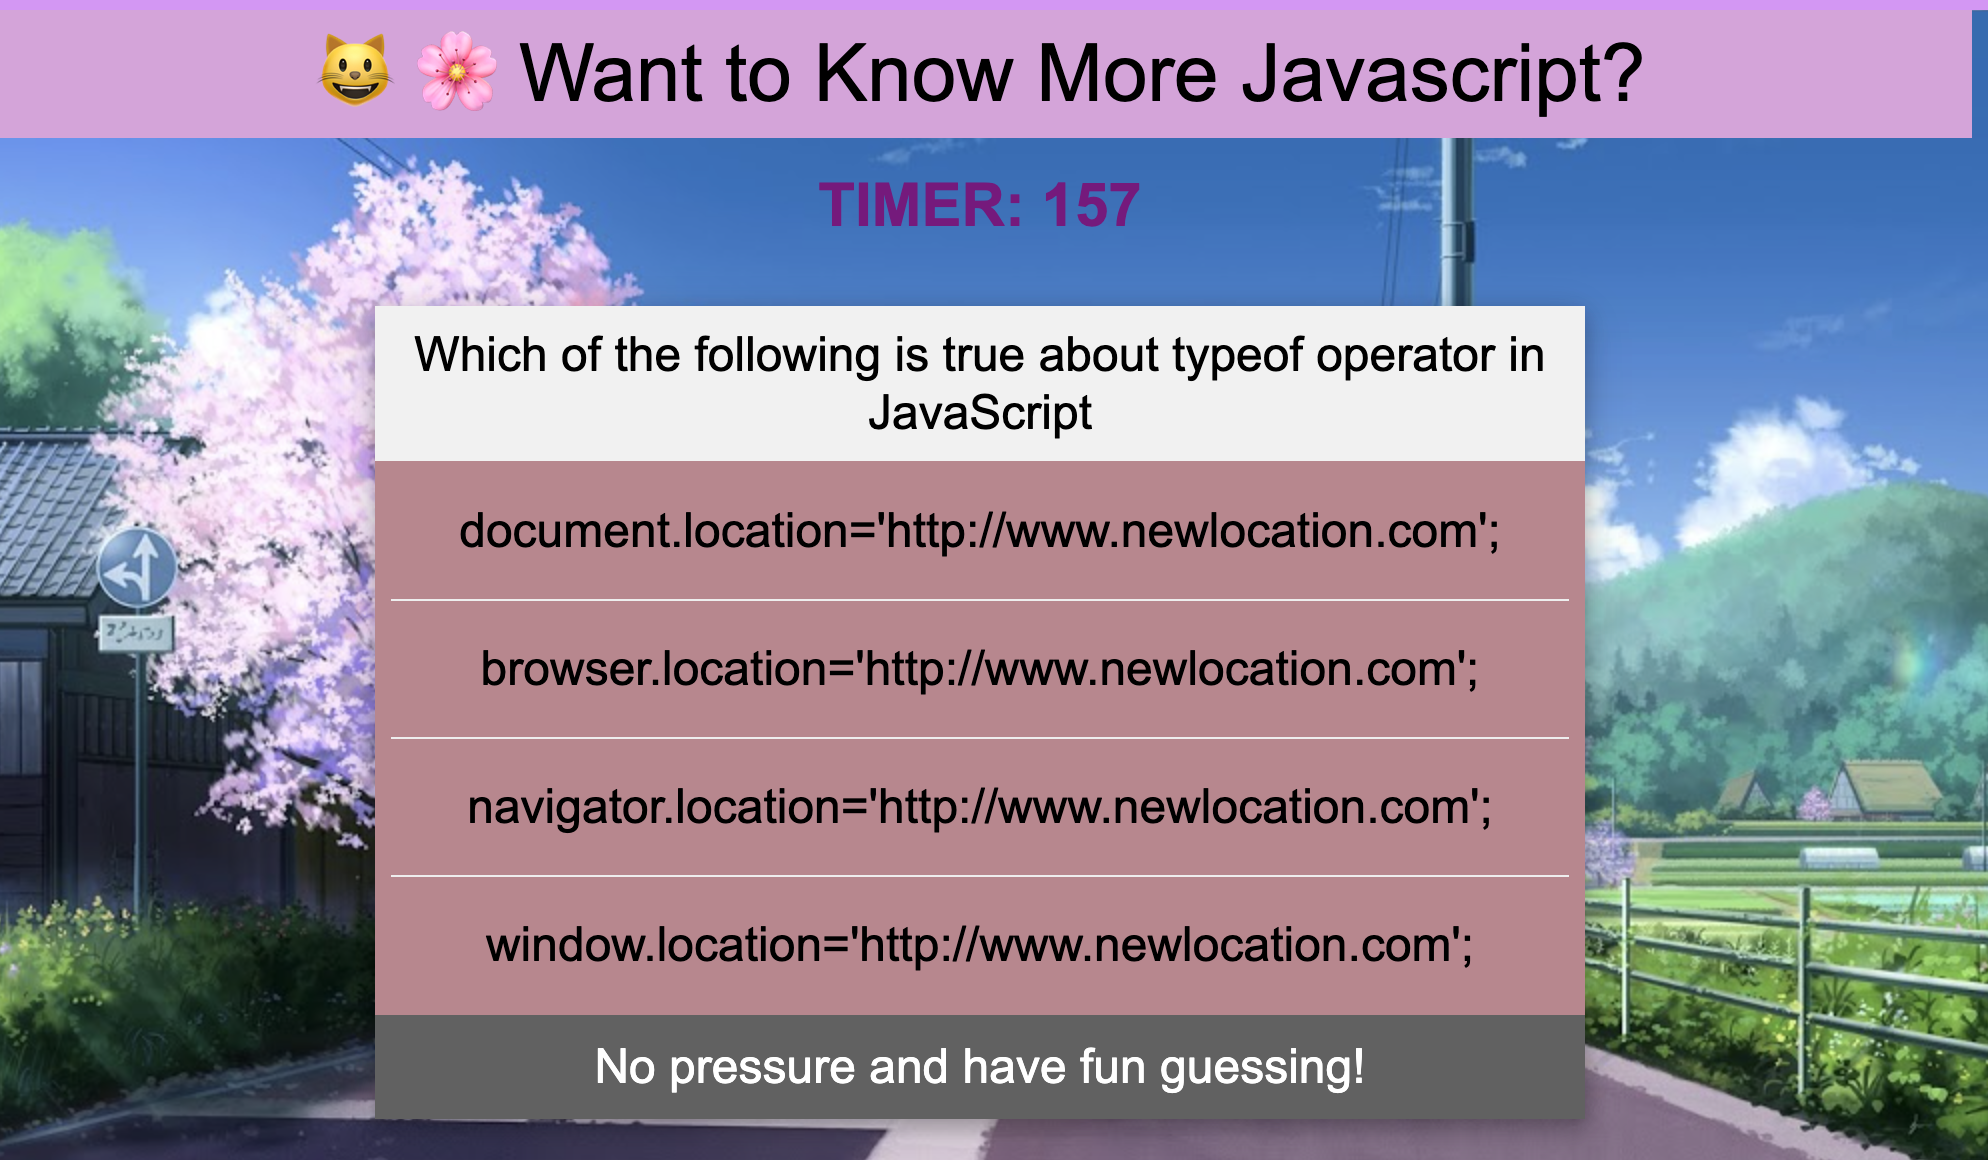 😺 🌸 Want to Know More Javascript?
TIMER: 157
Which of the following is true about typeof operator in
JavaScript
document.location='http://www.newlocation.com';
browser.location='http://www.newlocation.com';
navigator.location='http://www.newlocation.com';
window.location='http://www.newlocation.com';
No pressure and have fun guessing!